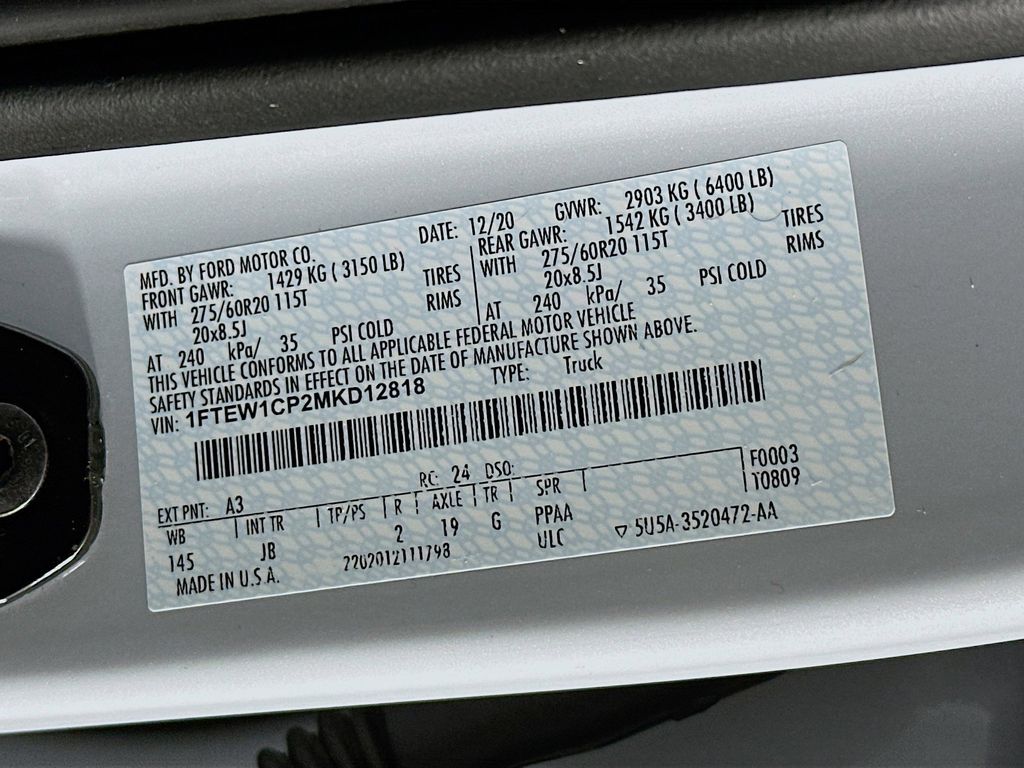 MFD. BY FORD MOTOR CO. DATE: 12/20 GVWR: 2903 KG ( 6400 LB)
FRONT GAWR: 1429 KG ( 3150 LB) REAR GAWR: 1542 KG ( 3400 LB)
WITH 275/60R20 115T TIRES WITH 275/60R20 115T TIRES
20x8.5J RIMS 20x8.5J RIMS
AT 240 kPa/ 35 PSI COLD AT 240 kPa/ 35 PSI COLD
THIS VEHICLE CONFORMS TO ALL APPLICABLE FEDERAL MOTOR VEHICLE
SAFETY STANDARDS IN EFFECT ON THE DATE OF MANUFACTURE SHOWN ABOVE.
VIN: 1FTEW1CP2MKD12818 TYPE: Truck
F0003
EXT PNT: A3 RC: 24 DSO: T0809
WB INT TR TP/PS R AXLE TR SPR
145 JB 2 19 G PPAA
MADE IN U.S.A. 2202012111798 ULC 5U5A-3520472-AA